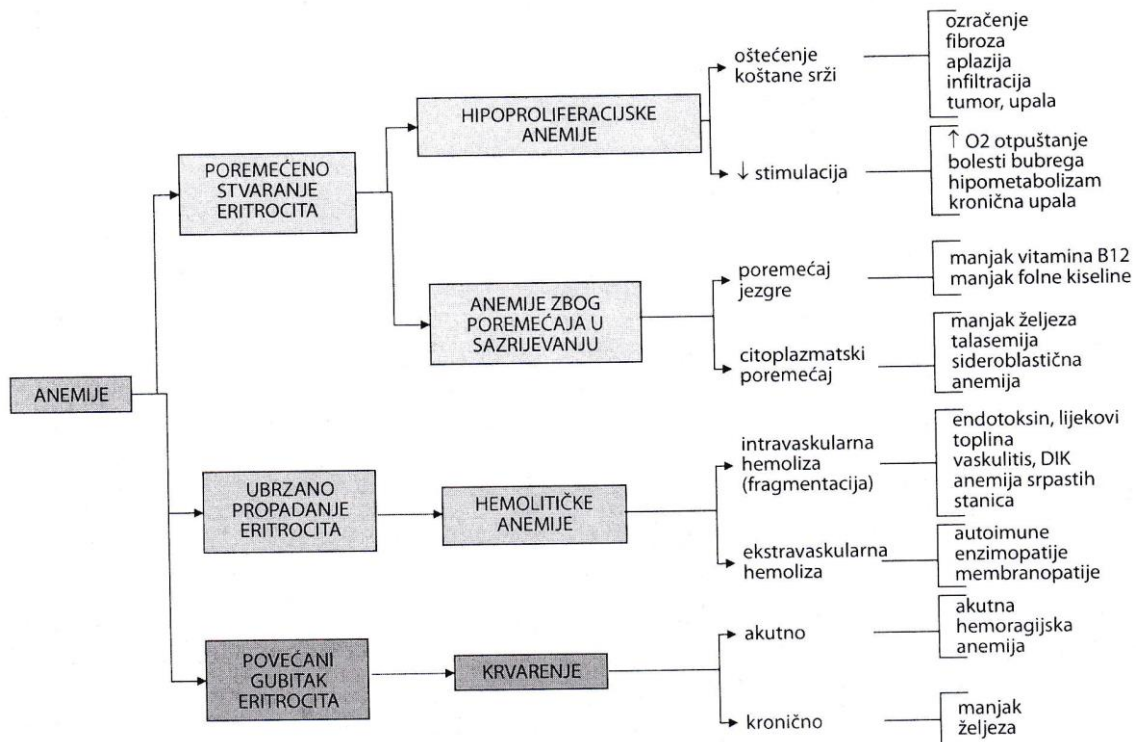 ANEMIJE
POREMEĆENO
STVARANJE
ERITROCITA
HIPOPROLIFERACIJSKE
ANEMIJE
oštećenje
koštane srži
ozračenje
fibroza
aplazija
infiltracija
tumor, upala
↓ stimulacija
↑ O2 otpuštanje
bolesti bubrega
hipometabolizam
kronična upala
ANEMIJE ZBOG
POREMEĆAJA U
SAZRIJEVANJU
poremećaj
jezgre
manjak vitamina B12
manjak folne kiseline
citoplazmatski
poremećaj
manjak željeza
talasemija
sideroblastična
anemija
UBRZANO
PROPADANJE
ERITROCITA
HEMOLITIČKE
ANEMIJE
intravaskularna
hemoliza
(fragmentacija)
endotoksin, lijekovi
toplina
vaskulitis, DIK
anemija srpastih
stanica
ekstravaskularna
hemoliza
autoimune
enzimopatije
membranopatije
POVEĆANI
GUBITAK
ERITROCITA
KRVARENJE
akutno
akutna
hemoragijska
anemija
kronično
manjak
željeza